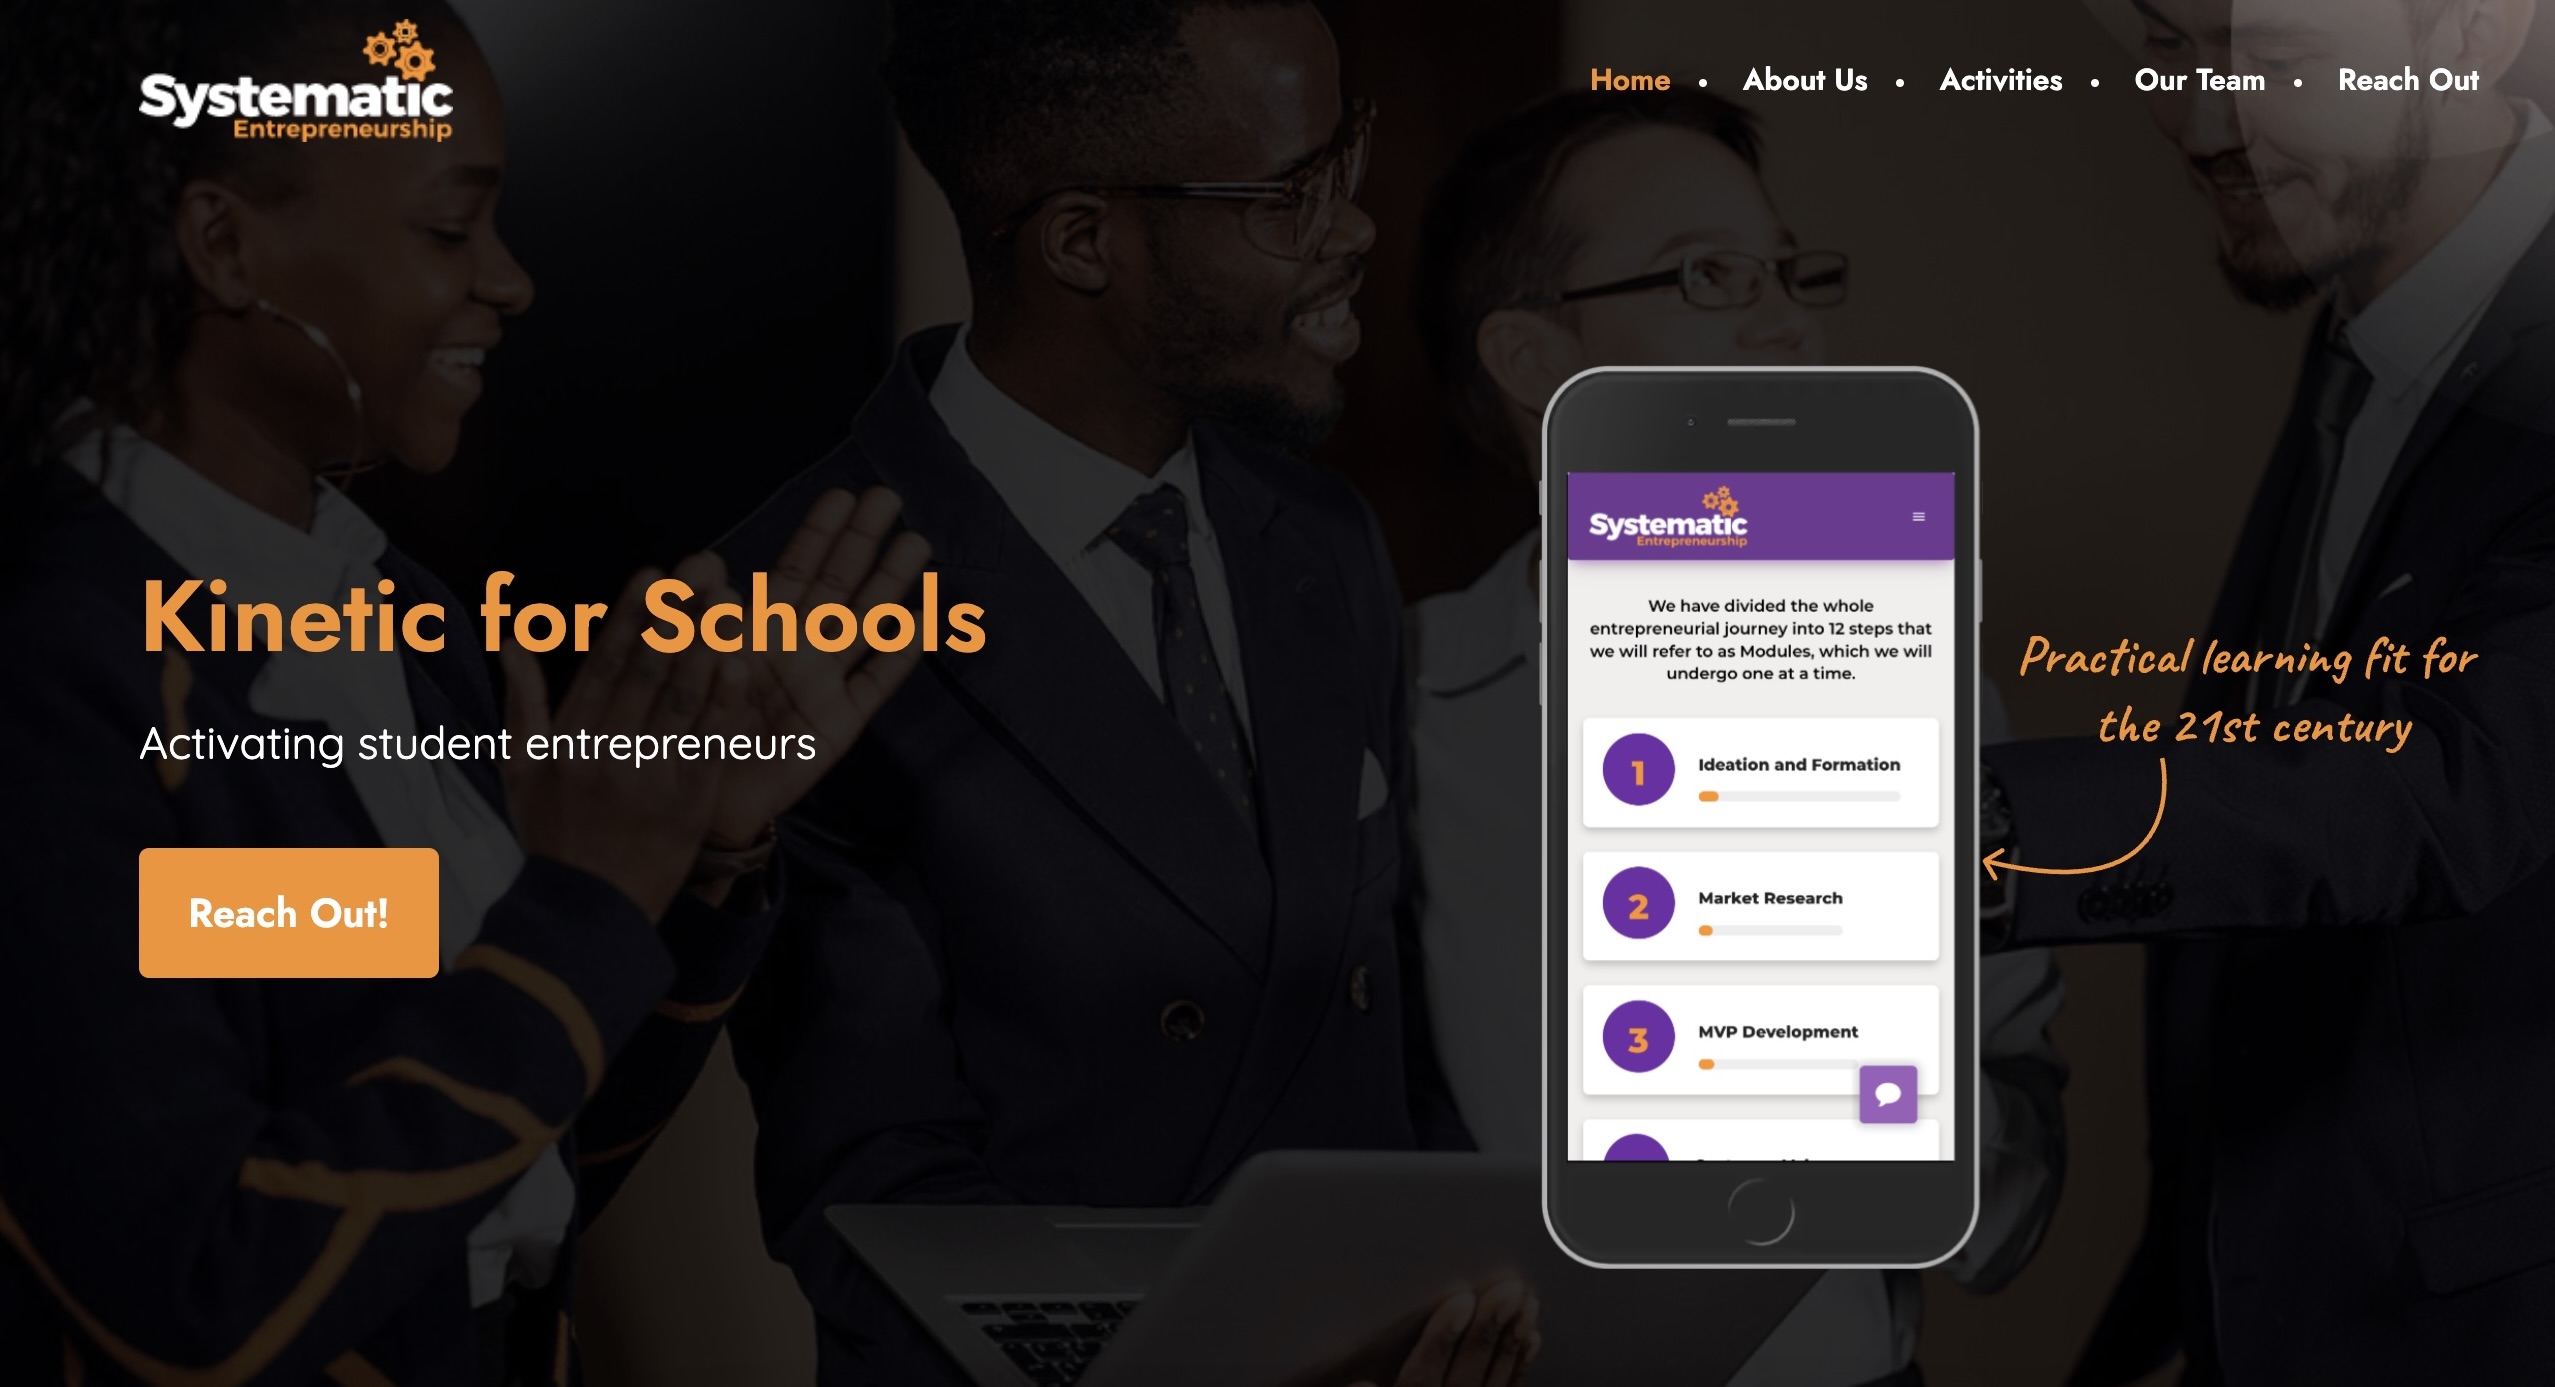 Systematic
Entrepreneurship
Home • About Us • Activities • Our Team • Reach Out
Kinetic for Schools
Activating student entrepreneurs
Reach Out!
Systematic
Entrepreneurship
We have divided the whole
entrepreneurial journey into 12 steps that
we will refer to as Modules, which we will
undergo one at a time.
1 Ideation and Formation
2 Market Research
3 MVP Development
Practical learning fit for
the 21st century